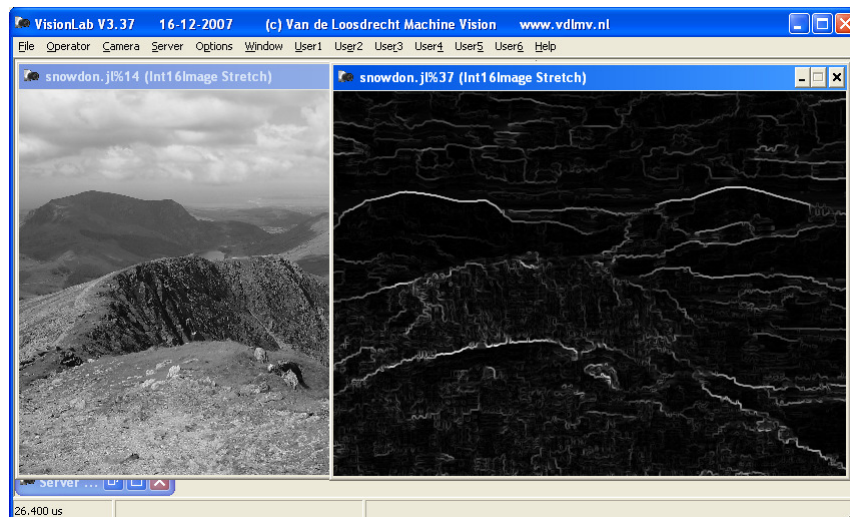 VisionLab V3.37 16-12-2007 (c) Van de Loosdrecht Machine Vision www.vdlmv.nl
File Operator Camera Server Options Window User1 User2 User3 User4 User5 User6 Help
snowdon.jl%14 (Int16Image Stretch)
snowdon.jl%37 (Int16Image Stretch)
Server ...
26.400 us